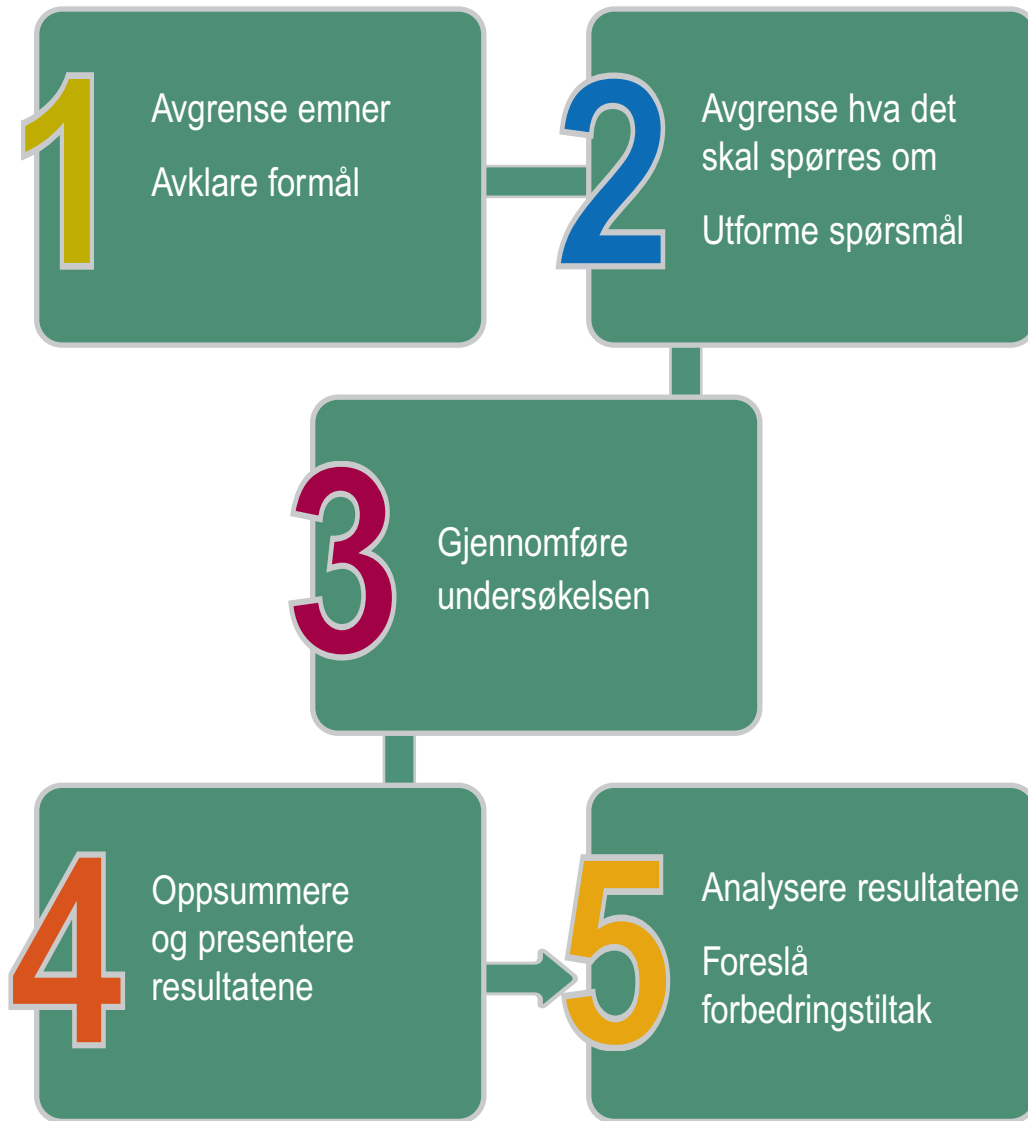 1
Avgrense emner
Avklare formål
2
Avgrense hva det
skal spørres om
Utforme spørsmål
3
Gjennomføre
undersøkelsen
4
Oppsummere
og presentere
resultatene
5
Analysere resultatene
Foreslå
forbedringstiltak